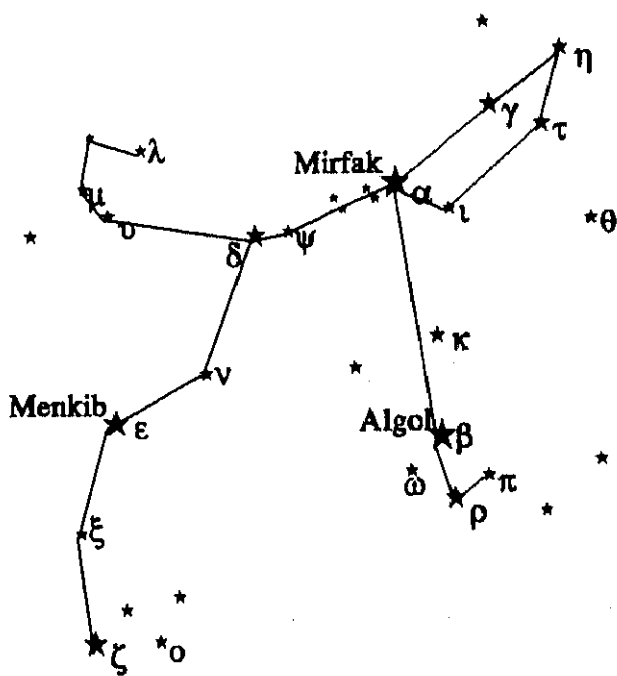 η
γ
τ
λ
Mirfak
α
ι
μ
υ
θ
ψ
δ
κ
ν
Menkib
ε
Algol
β
ω
π
ρ
ξ
ζ
ο